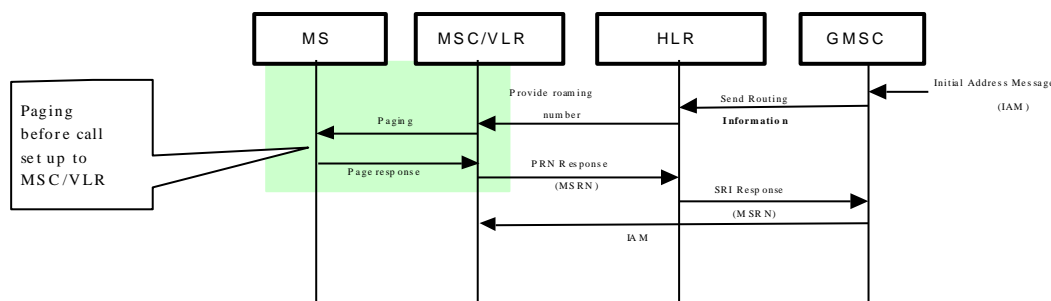 MS
MSC/VLR
HLR
GMSC
Initial Address Message
(IAM)
Send Routing
Information
Provide roaming
number
Paging
Paging
before call
set up to
MSC/VLR
Page response
PRN Response
(MSRN)
SRI Response
(MSRN)
IAM